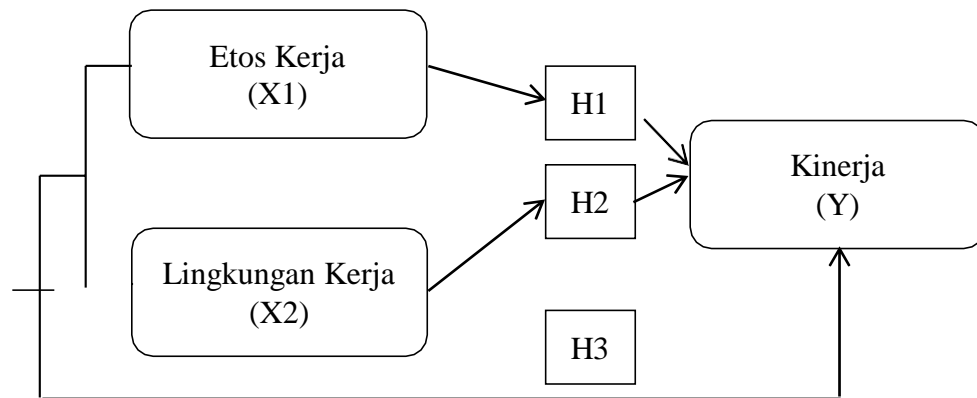 Etos Kerja
(X1)
H1
Kinerja
(Y)
H2
Lingkungan Kerja
(X2)
H3